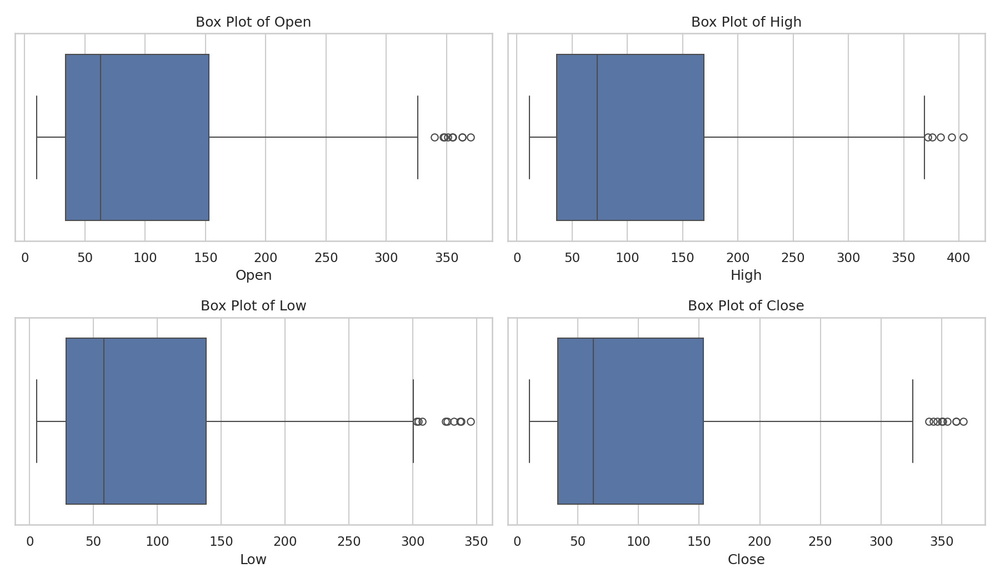 Box Plot of Open
0 50 100 150 200 250 300 350
Open
Box Plot of High
0 50 100 150 200 250 300 350 400
High
Box Plot of Low
0 50 100 150 200 250 300 350
Low
Box Plot of Close
0 50 100 150 200 250 300 350
Close